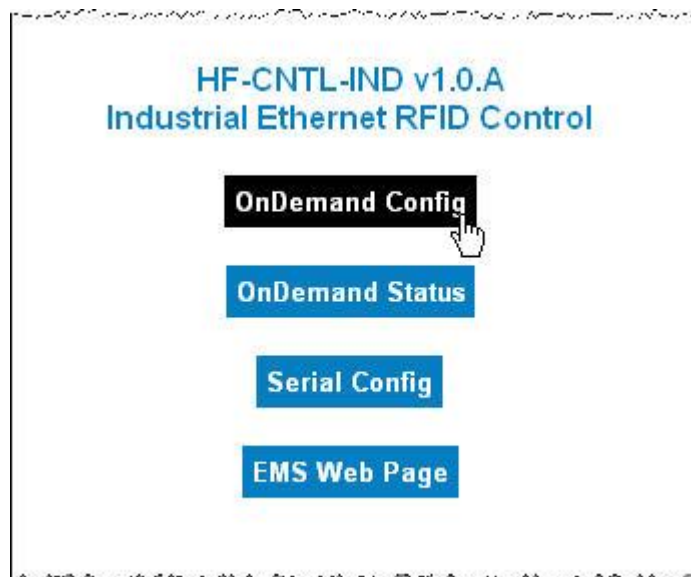 HF-CNTL-IND v1.0.A
Industrial Ethernet RFID Control
OnDemand Config
OnDemand Status
Serial Config
EMS Web Page